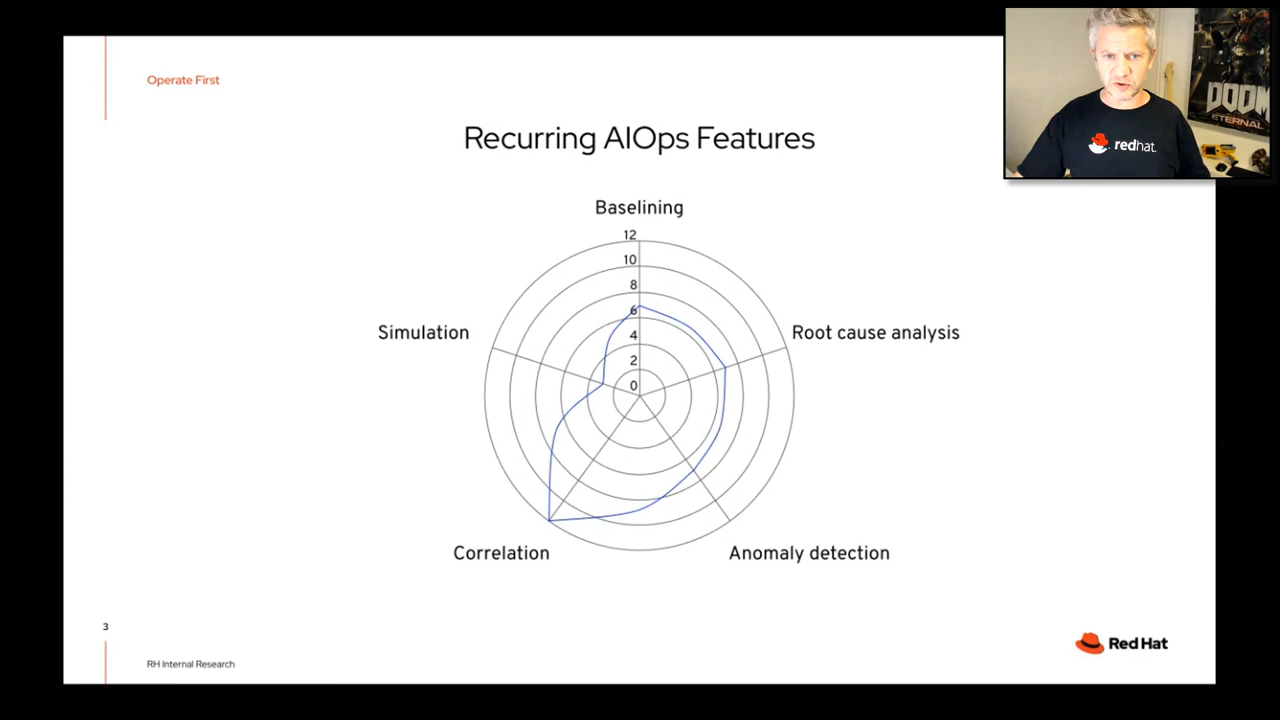 Operate First
Recurring AIOps Features
Baselining
12
10
8
6
4
2
0
Simulation
Root cause analysis
Correlation
Anomaly detection
3
RH Internal Research
Red Hat
redhat.
DOOM
ETERNAL